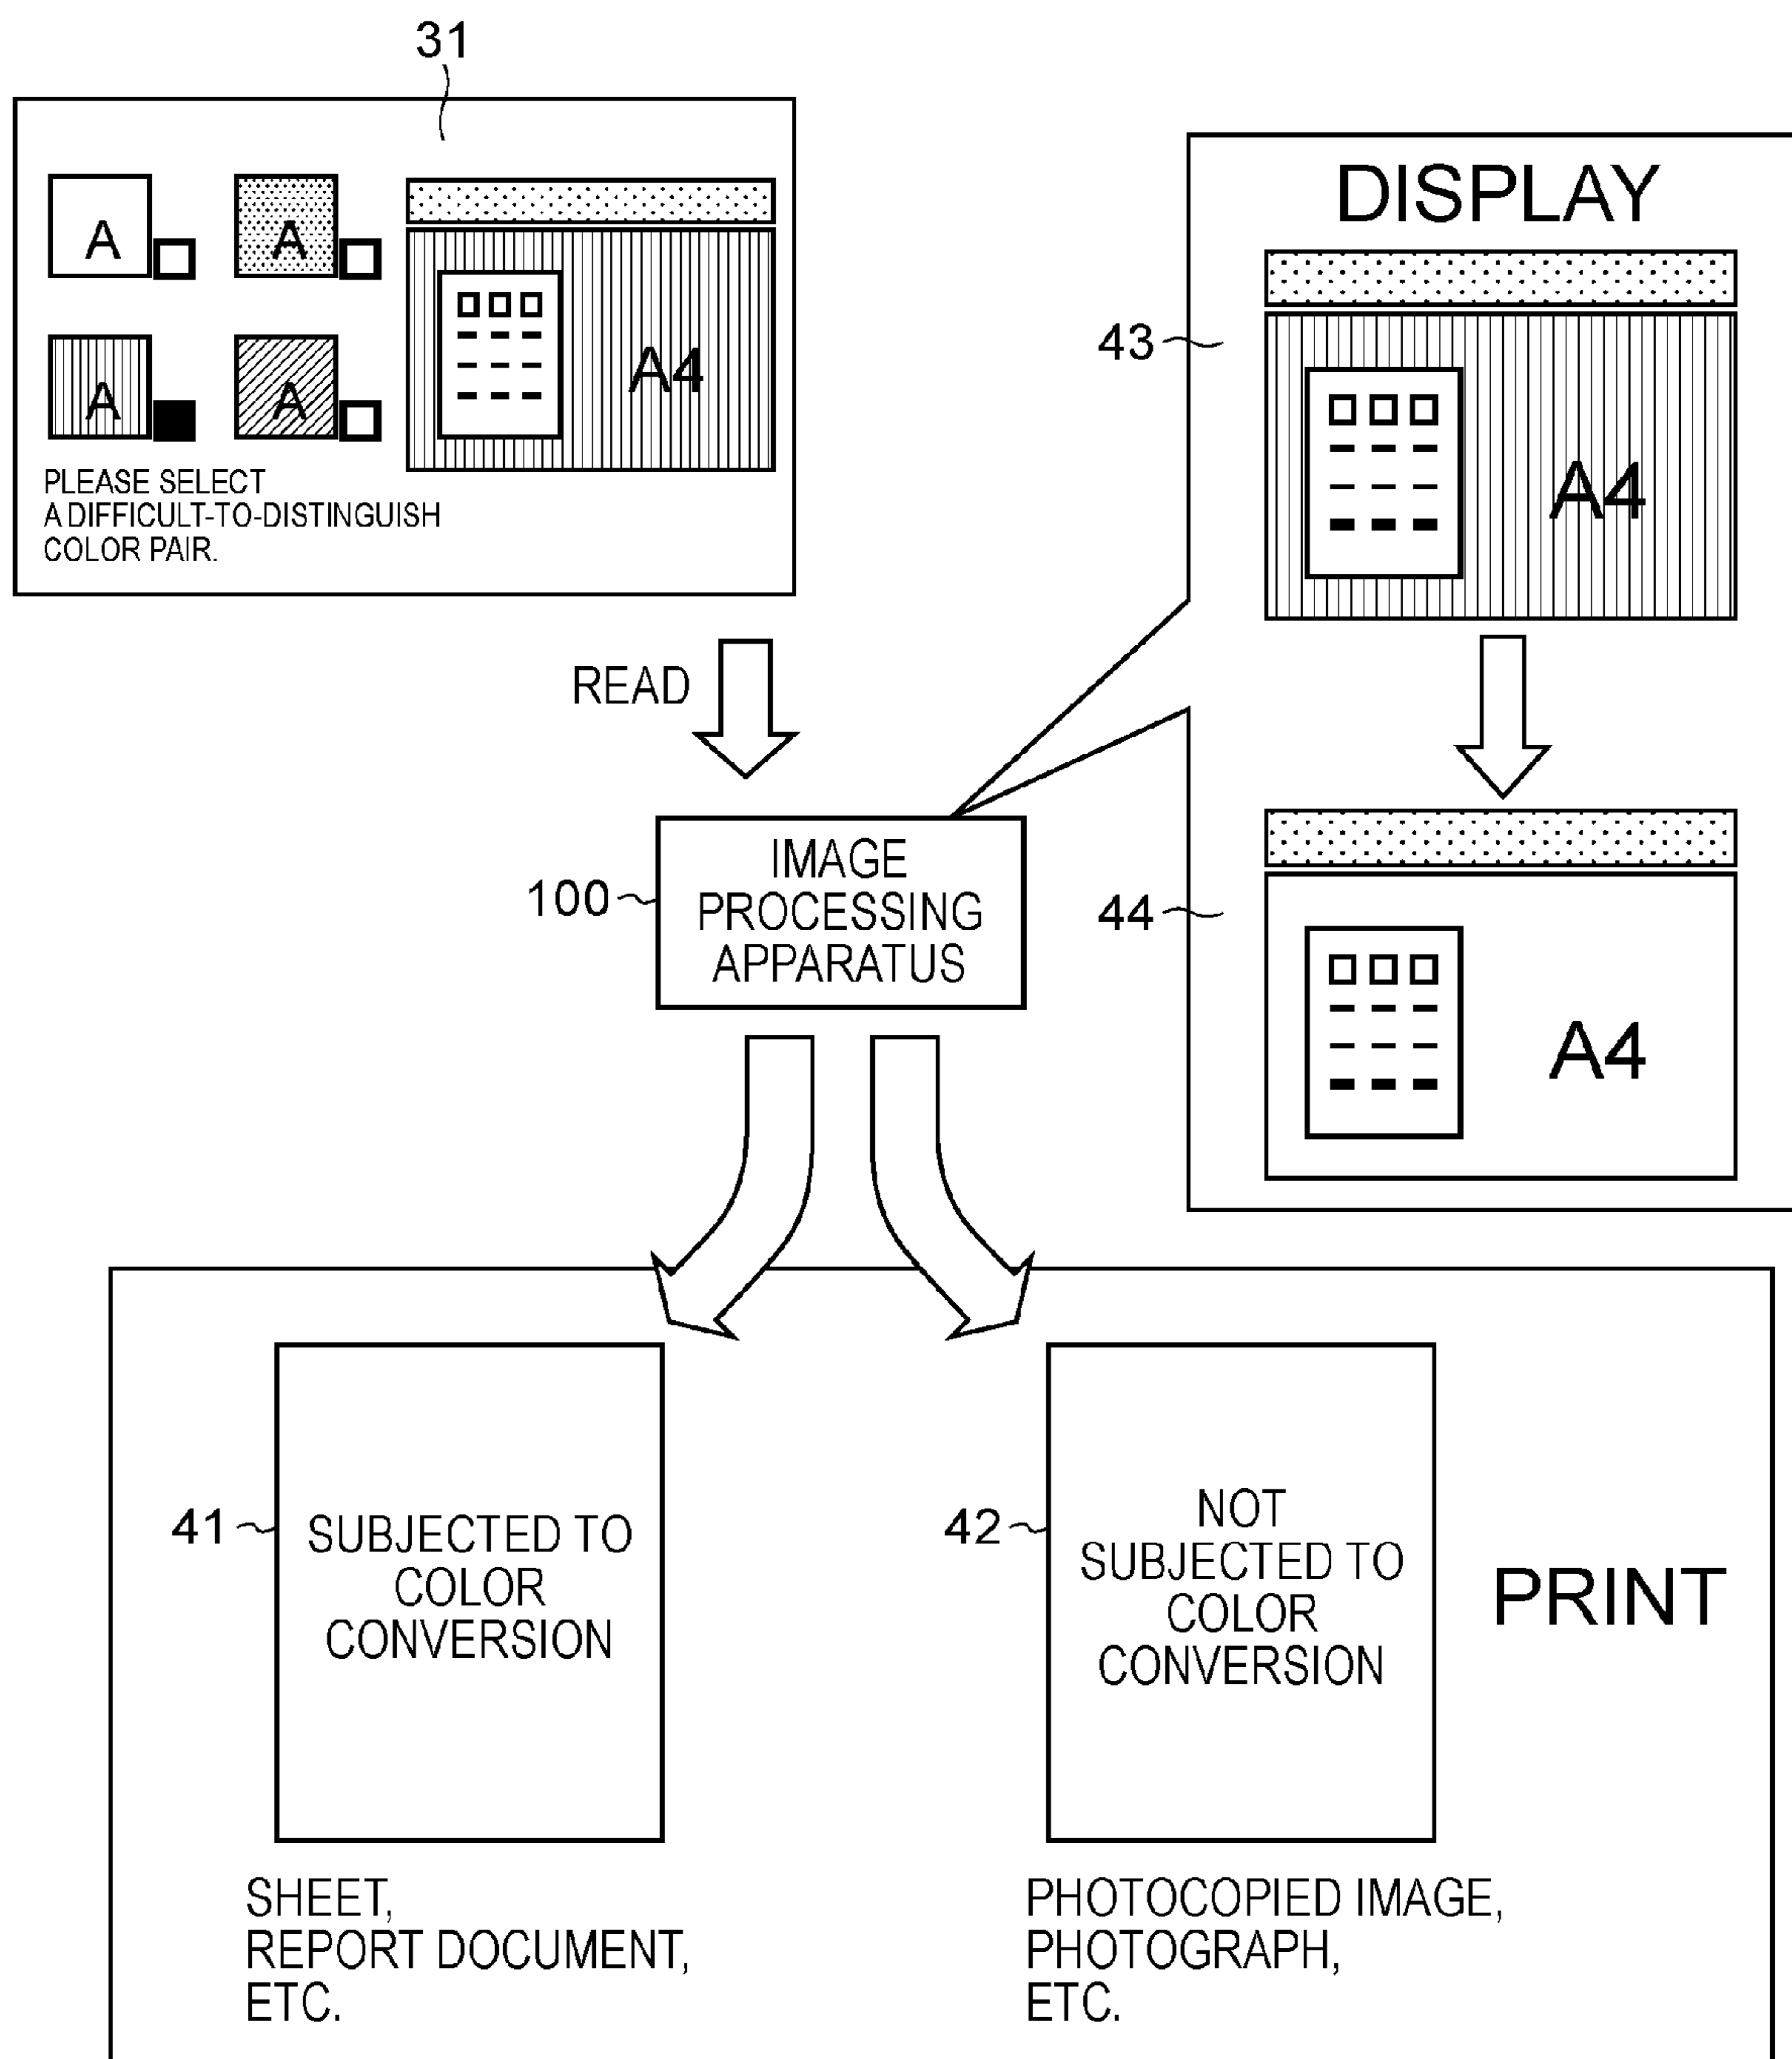 31
A
A
A
A
A4
PLEASE SELECT
A DIFFICULT-TO-DISTINGUISH
COLOR PAIR.
DISPLAY
43
A4
READ
IMAGE
PROCESSING
APPARATUS
100
44
A4
41
SUBJECTED TO
COLOR
CONVERSION
42
NOT
SUBJECTED TO
COLOR
CONVERSION
PRINT
SHEET,
REPORT DOCUMENT,
ETC.
PHOTOCOPIED IMAGE,
PHOTOGRAPH,
ETC.